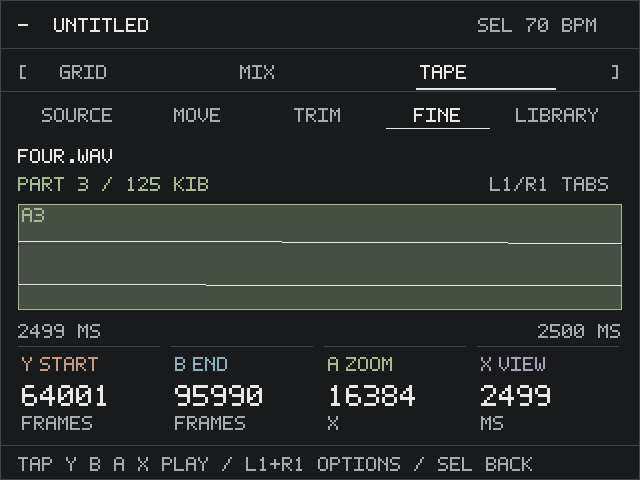 — UNTITLED SEL 70 BPM
[ GRID MIX TAPE ]
SOURCE MOVE TRIM FINE LIBRARY
FOUR.WAV
PART 3 / 125 KIB L1/R1 TABS
A3
2499 MS 2500 MS
Y START B END A ZOOM X VIEW
64001 95990 16384 2499
FRAMES FRAMES X MS
TAP Y B A X PLAY / L1+R1 OPTIONS / SEL BACK